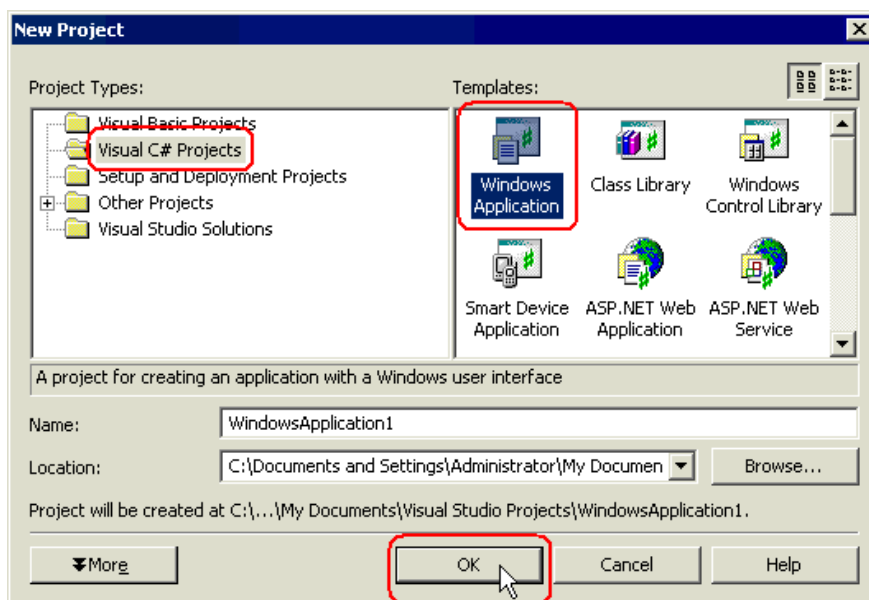 New Project
Project Types:
Templates:
Visual Basic Projects
Visual C# Projects
Setup and Deployment Projects
Other Projects
Visual Studio Solutions
Windows Application
Class Library
Windows Control Library
Smart Device Application
ASP.NET Web Application
ASP.NET Web Service
A project for creating an application with a Windows user interface
Name:
WindowsApplication1
Location:
C:\Documents and Settings\Administrator\My Documen
Browse...
Project will be created at C:\...\My Documents\Visual Studio Projects\WindowsApplication1.
More
OK
Cancel
Help